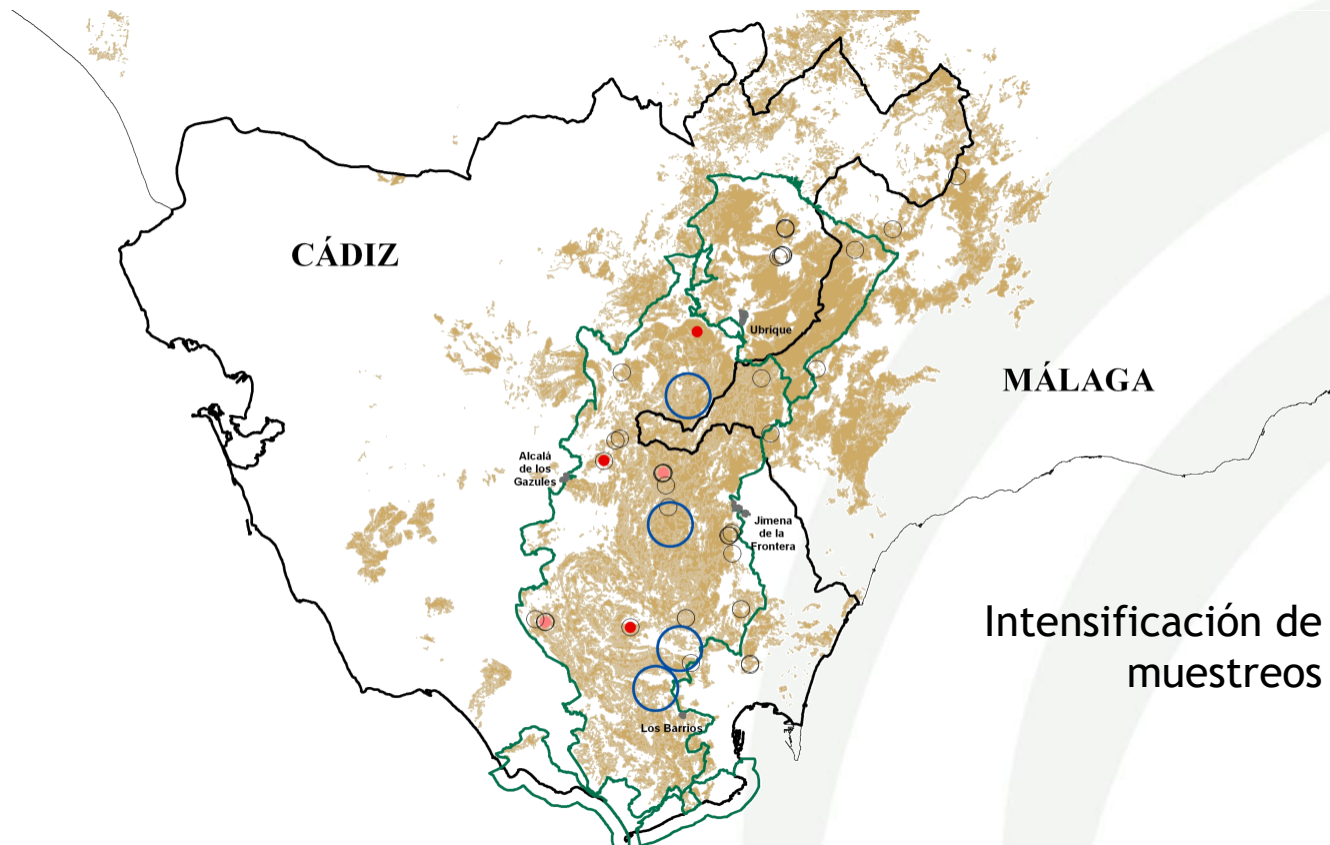 CÁDIZ
Ubrique
MÁLAGA
Alcalá
de los
Gazules
Jimena
de la
Frontera
Intensificación de
muestreos
Los Barrios